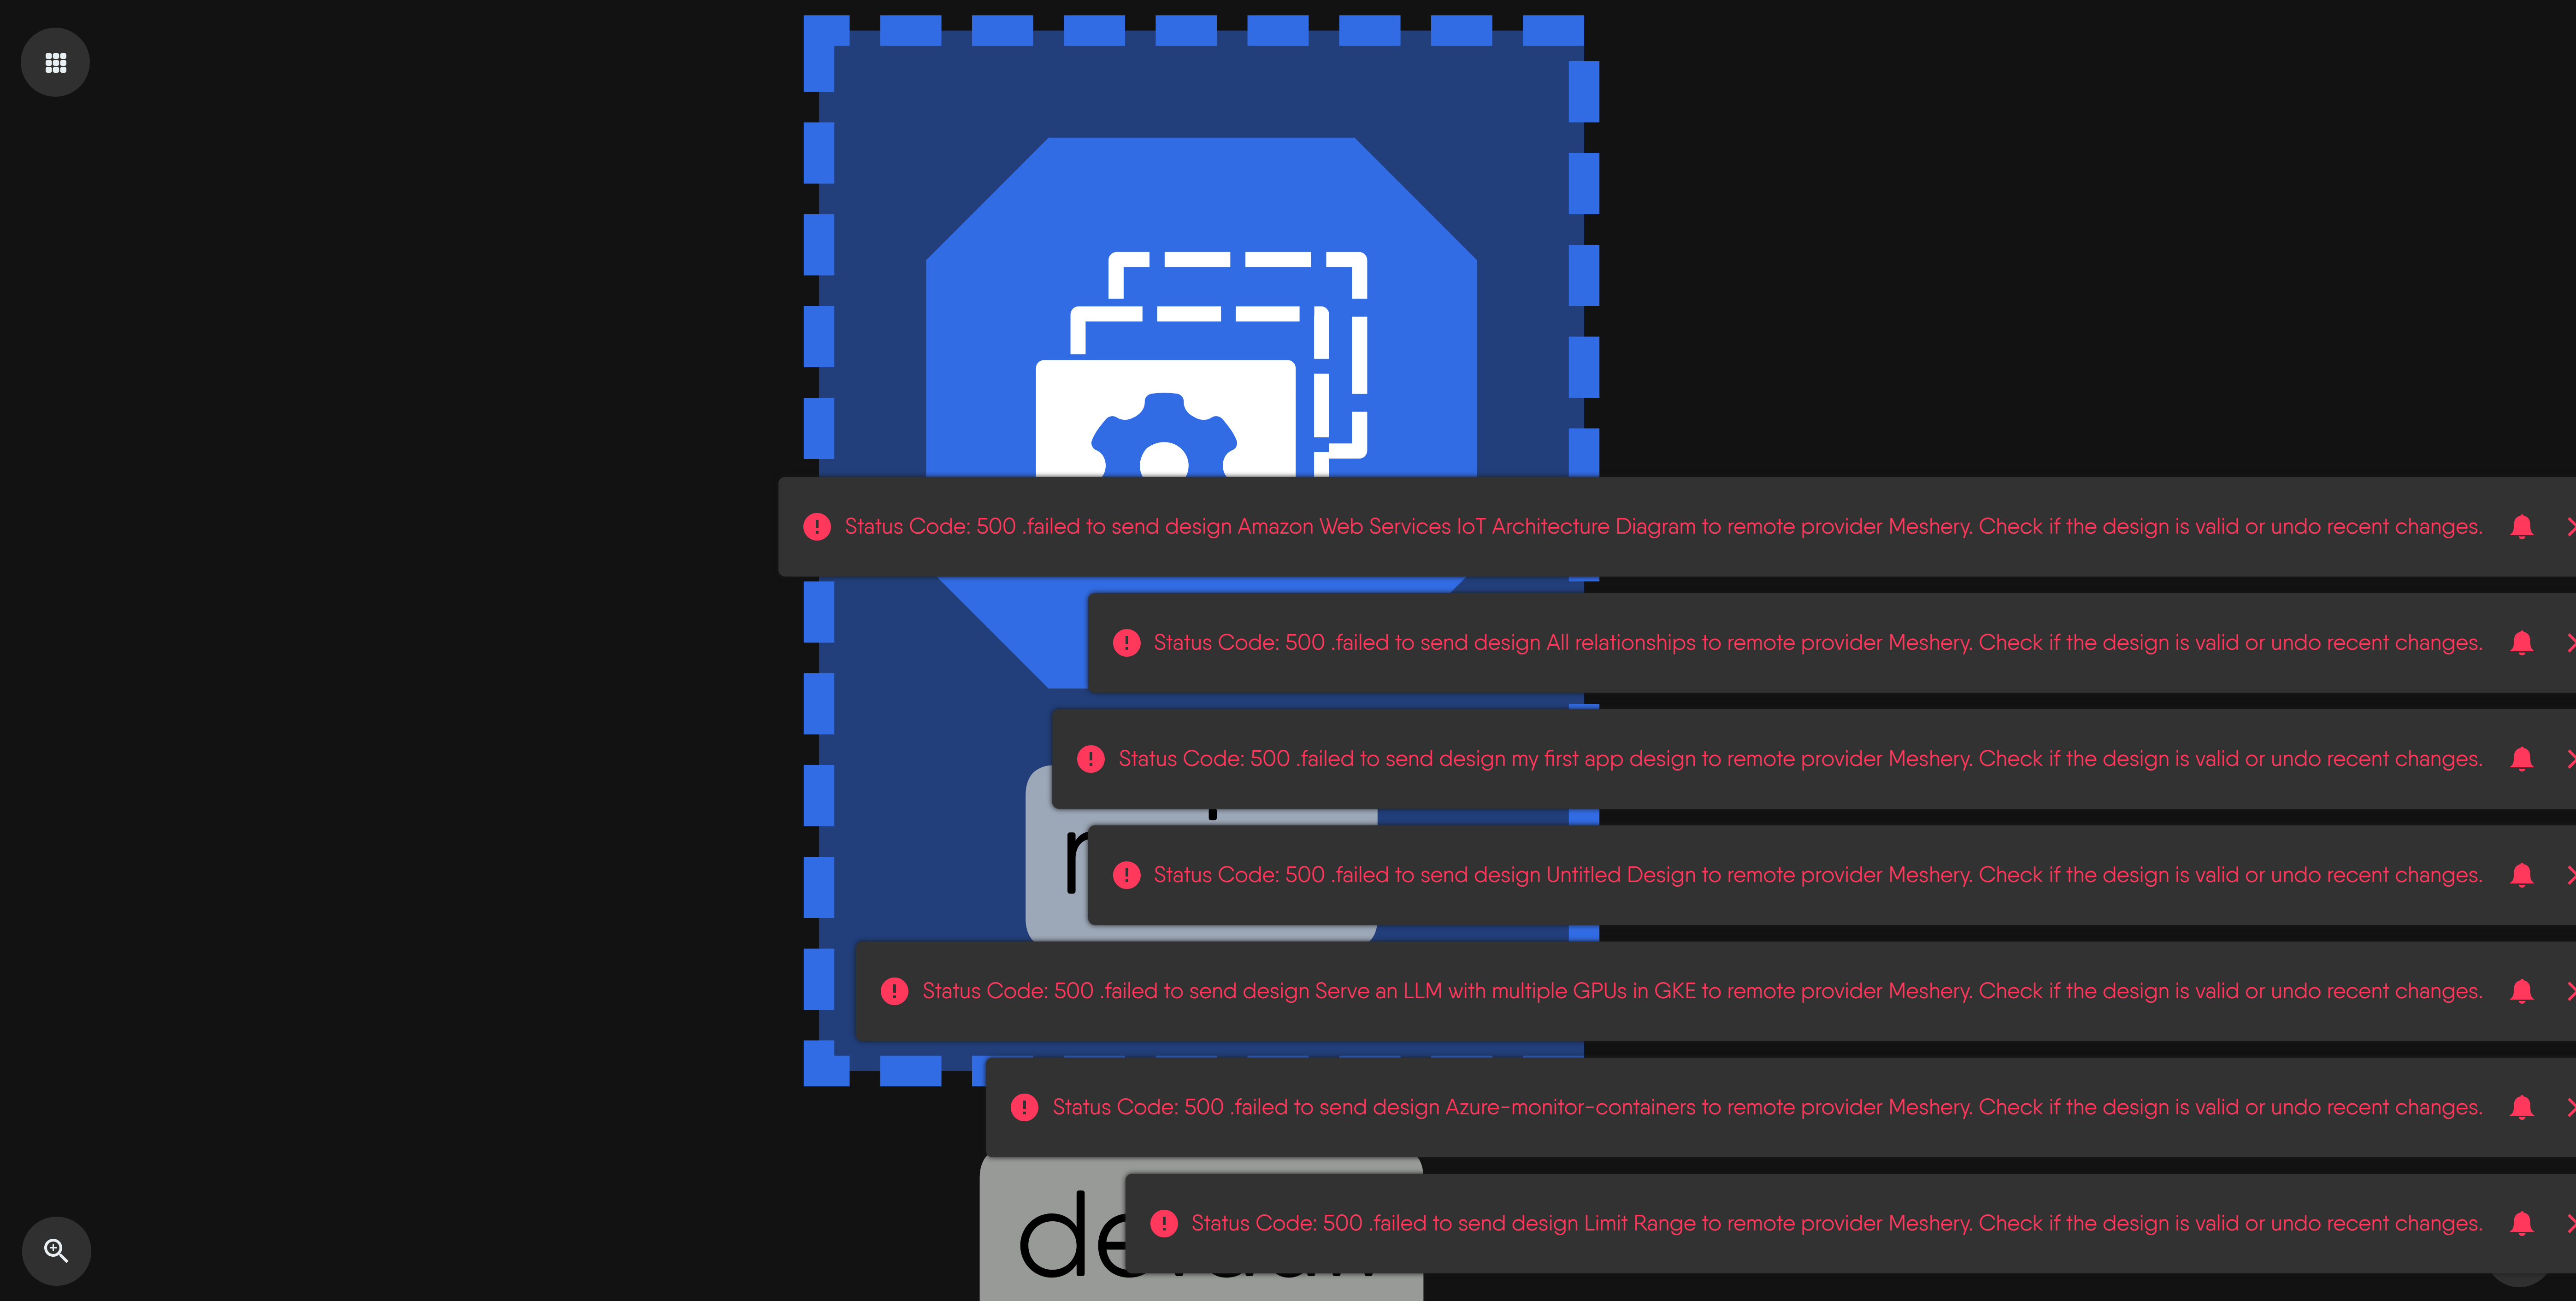 Status Code: 500 .failed to send design Amazon Web Services IoT Architecture Diagram to remote provider Meshery. Check if the design is valid or undo recent changes.
Status Code: 500 .failed to send design All relationships to remote provider Meshery. Check if the design is valid or undo recent changes.
Status Code: 500 .failed to send design my first app design to remote provider Meshery. Check if the design is valid or undo recent changes.
Status Code: 500 .failed to send design Untitled Design to remote provider Meshery. Check if the design is valid or undo recent changes.
Status Code: 500 .failed to send design Serve an LLM with multiple GPUs in GKE to remote provider Meshery. Check if the design is valid or undo recent changes.
Status Code: 500 .failed to send design Azure-monitor-containers to remote provider Meshery. Check if the design is valid or undo recent changes.
Status Code: 500 .failed to send design Limit Range to remote provider Meshery. Check if the design is valid or undo recent changes.